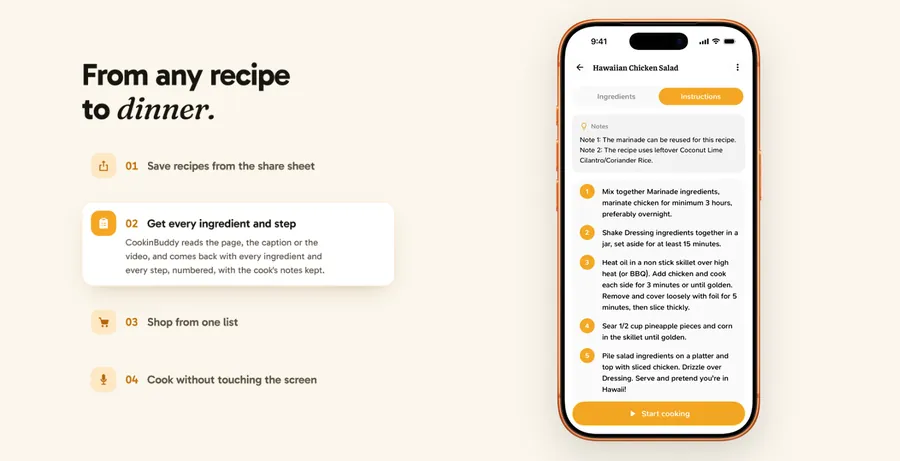 From any recipe
to dinner.
01 Save recipes from the share sheet
02 Get every ingredient and step
CookinBuddy reads the page, the caption or the
video, and comes back with every ingredient and
every step, numbered, with the cook's notes kept.
03 Shop from one list
04 Cook without touching the screen
9:41
Hawaiian Chicken Salad
Ingredients
Instructions
Notes
Note 1: The marinade can be reused for this recipe.
Note 2: The recipe uses leftover Coconut Lime
Cilantro/Coriander Rice.
1 Mix together Marinade ingredients,
marinate chicken for minimum 3 hours,
preferably overnight.
2 Shake Dressing ingredients together in a
jar, set aside for at least 15 minutes.
3 Heat oil in a non stick skillet over high
heat (or BBQ). Add chicken and cook
each side for 3 minutes or until golden.
Remove and cover loosely with foil for 5
minutes, then slice thickly.
4 Sear 1/2 cup pineapple pieces and corn
in the skillet until golden.
5 Pile salad ingredients on a platter and
top with sliced chicken. Drizzle over
Dressing. Serve and pretend you're in
Hawaii!
Start cooking